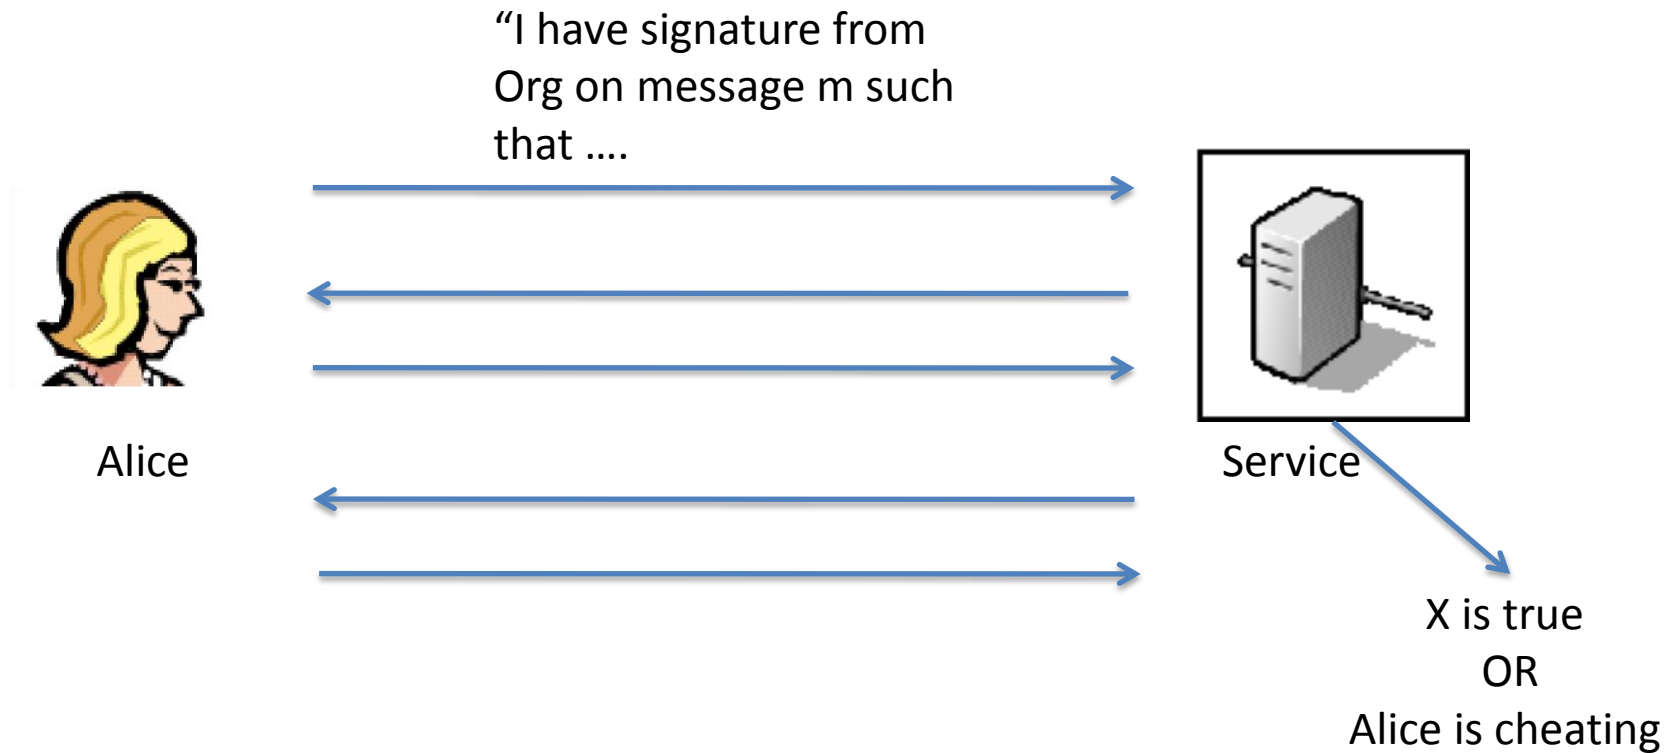 “I have signature from
Org on message m such
that ....
Alice
Service
X is true
OR
Alice is cheating